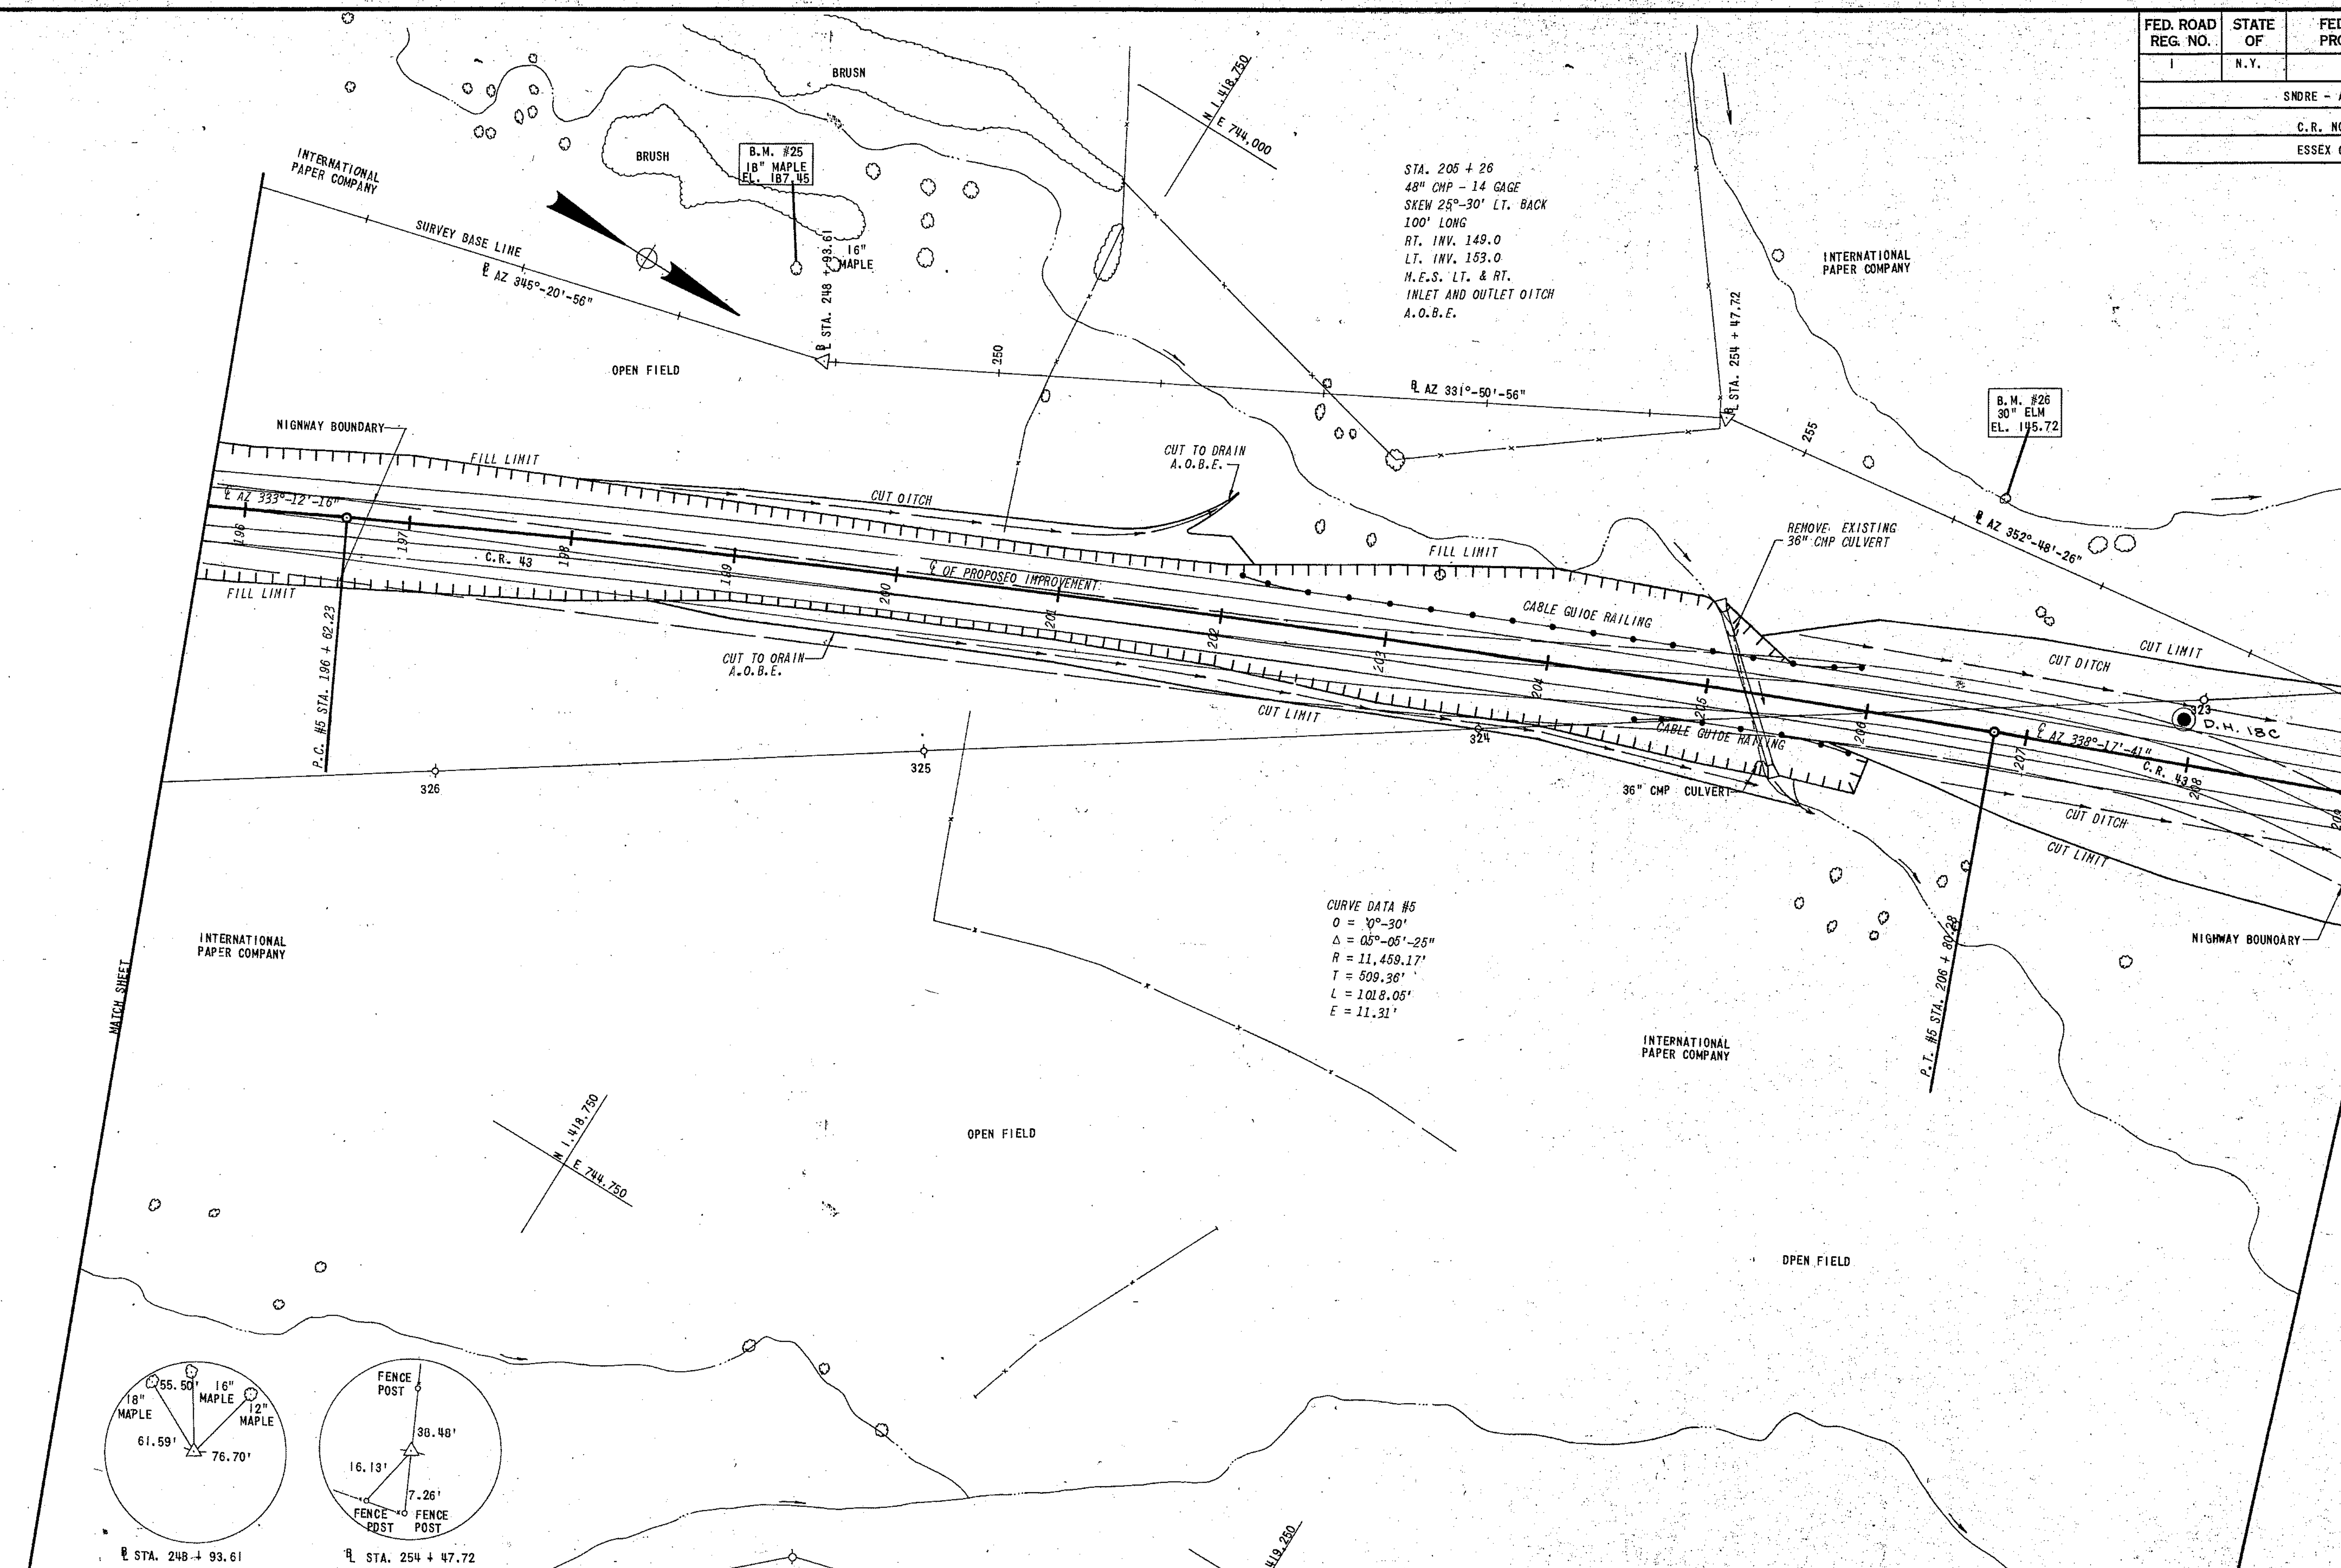 FED. ROAD
REG. NO.
STATE
OF
I
N.Y.
SNDRE -
C.R.
ESSEX
BRUSN
N 1,418,750
E 744,000
BRUSH
B.M. #25
18" MAPLE
EL. 187.45
INTERNATIONAL
PAPER COMPANY
STA. 205 + 26
48" CMP - 14 GAGE
SKEW 25°-30' LT. BACK
100' LONG
RT. INV. 149.0
LT. INV. 153.0
M.E.S. LT. & RT.
INLET AND OUTLET OITCH
A.O.B.E.
SURVEY BASE LINE
℄ AZ 345°-20'-56"
16"
MAPLE
INTERNATIONAL
PAPER COMPANY
STA. 248 + 93.61
STA. 254 + 47.72
250
OPEN FIELD
AZ 331°-50'-56"
B.M. #26
30" ELM
EL. 145.72
255
NIGNWAY BOUNDARY
FILL LIMIT
CUT TO DRAIN
A.O.B.E.
CUT OITCH
℄ AZ 333°-12'-16"
196
197
198
199
200
201
202
203
204
205
206
207
208
C.R. 43
℄ OF PROPOSEO IMPROVEMENT
FILL LIMIT
REMOVE EXISTING
36" CMP CULVERT
AZ 352°-48'-26"
FILL LIMIT
CABLE GUIOE RAILING
CUT TO ORAIN
A.O.B.E.
CUT LIMIT
CUT DITCH
CUT LIMIT
P.C. #5 STA. 196 + 62.23
323
D.H. 18C
CABLE GUIDE RAILING
℄ AZ 338°-17'-41"
C.R. 43
324
325
326
36" CMP CULVERT
CUT DITCH
CUT LIMIT
CURVE DATA #5
O = 0°-30'
Δ = 05°-05'-25"
R = 11,459.17'
T = 509.36'
L = 1018.05'
E = 11.31'
P.T. #5 STA. 206 + 80.28
NIGHWAY BOUNOARY
INTERNATIONAL
PAPER COMPANY
MATCH SHEET
INTERNATIONAL
PAPER COMPANY
N 1,418,750
E 744,750
OPEN FIELD
DPEN FIELD
55.50'
16"
MAPLE
18"
MAPLE
12"
MAPLE
61.59'
76.70'
STA. 248 + 93.61
FENCE
POST
38.48'
16.13'
7.26'
FENCE
PDST
FENCE
POST
STA. 254 + 47.72
419,250